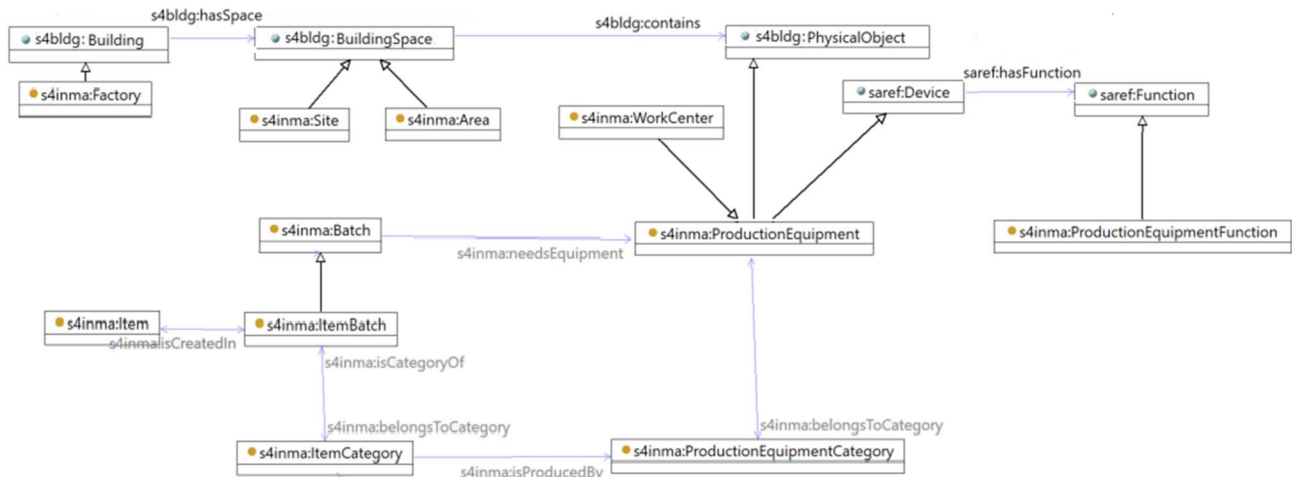 s4bldg:hasSpace
s4bldg: Building
s4bldg: BuildingSpace
s4bldg:contains
s4bldg: PhysicalObject
s4inma:Factory
s4inma:Site
s4inma:Area
s4inma:WorkCenter
saref:Device
saref:hasFunction
saref:Function
s4inma:Batch
s4inma:needsEquipment
s4inma:ProductionEquipment
s4inma:ProductionEquipmentFunction
s4inma:Item
s4inma:isCreatedIn
s4inma:ItemBatch
s4inma:isCategoryOf
s4inma:belongsToCategory
s4inma:belongsToCategory
s4inma:ItemCategory
s4inma:isProducedBy
s4inma:ProductionEquipmentCategory